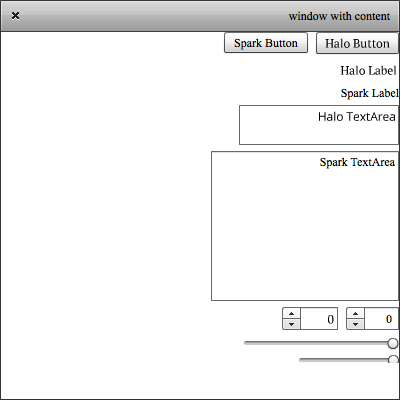 window with content
Spark Button Halo Button
Halo Label
Spark Label
Halo TextArea
Spark TextArea
0 0